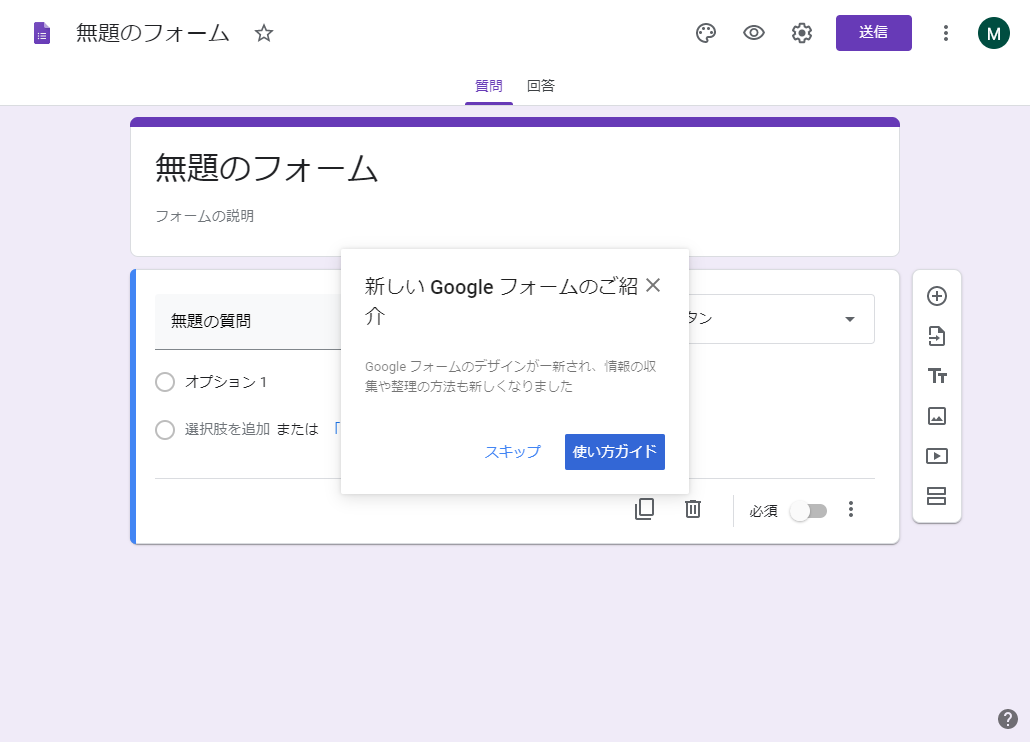 無題のフォーム
送信
M
質問
回答
無題のフォーム
フォームの説明
新しい Google フォームのご紹
介
Google フォームのデザインが一新され、情報の収
集や整理の方法も新しくなりました
スキップ
使い方ガイド
無題の質問
タン
オプション 1
選択肢を追加 または 「
必須